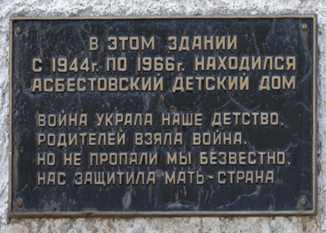 В ЭТОМ ЗДАНИИ
С 1944г. ПО 1966г. НАХОДИЛСЯ
АСБЕСТОВСКИЙ ДЕТСКИЙ ДОМ
ВОЙНА УКРАЛА НАШЕ ДЕТСТВО,
РОДИТЕЛЕЙ ВЗЯЛА ВОЙНА.
НО НЕ ПРОПАЛИ МЫ БЕЗВЕСТНО,
НАС ЗАЩИТИЛА МАТЬ-СТРАНА